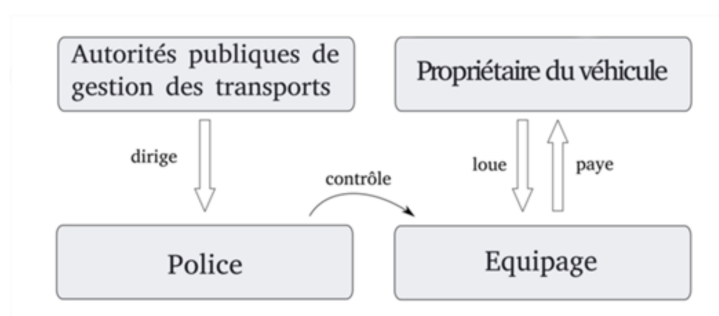 Autorités publiques de
gestion des transports
Propriétaire du véhicule
dirige
loue
paye
contrôle
Police
Equipage